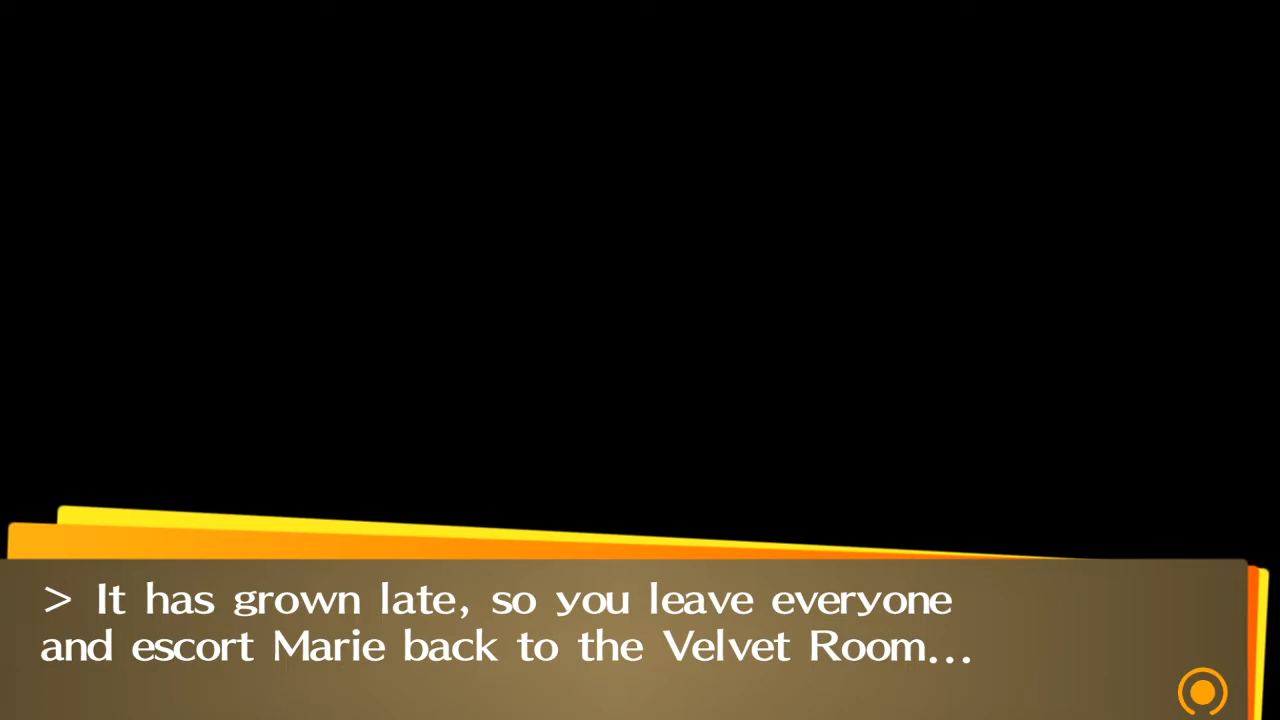 > It has grown late, so you leave everyone
and escort Marie back to the Velvet Room...